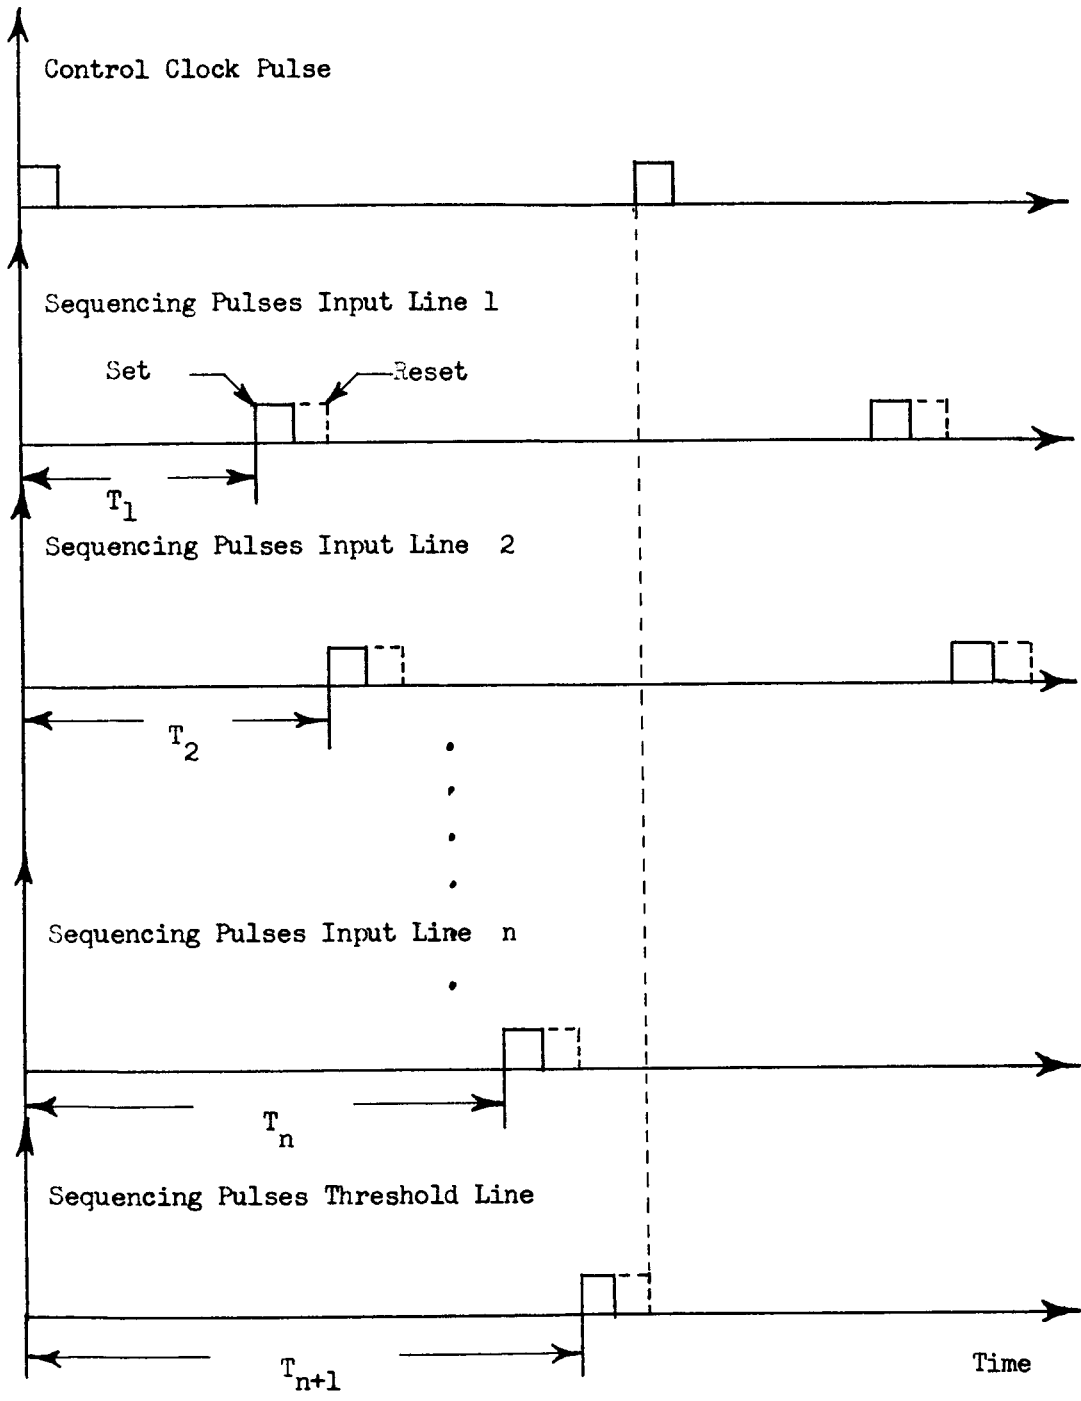 Control Clock Pulse
Sequencing Pulses Input Line 1
Set Reset
T1
Sequencing Pulses Input Line 2
T2
Sequencing Pulses Input Line n
Tn
Sequencing Pulses Threshold Line
Tn+1
Time